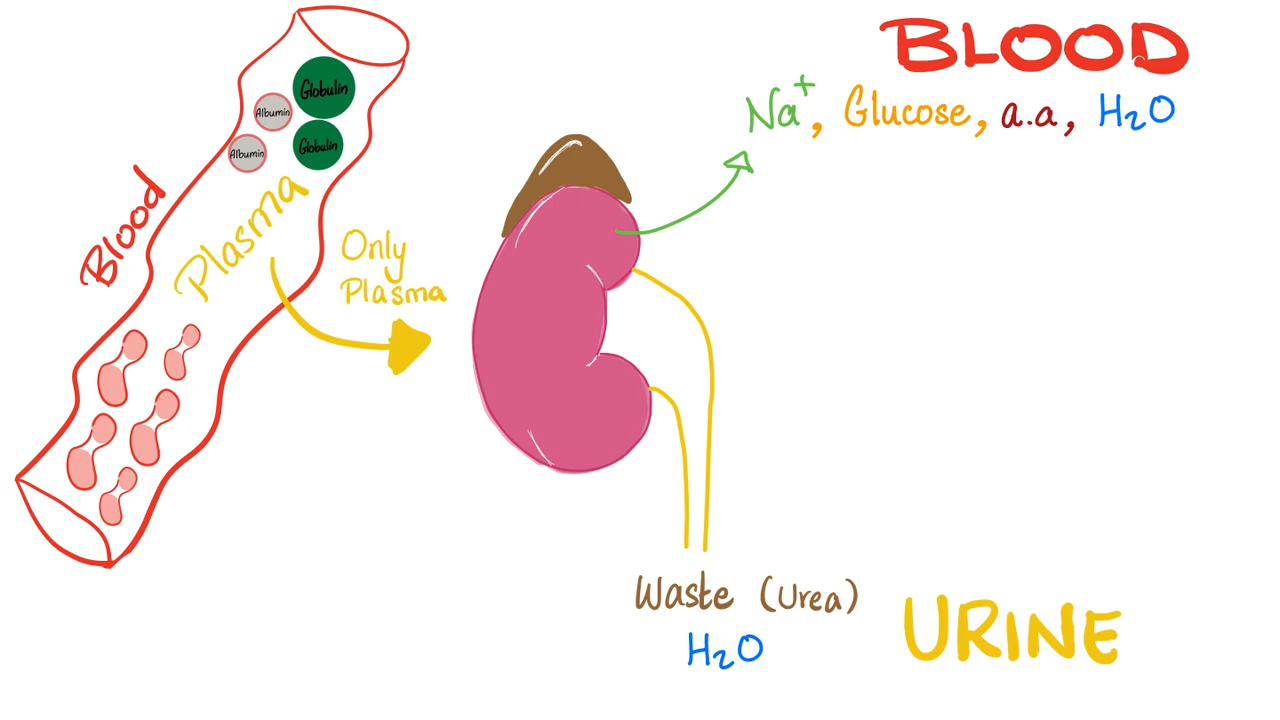 BLOOD
Na+, Glucose, a.a, H2O
Globulin
Albumin
Globulin
Albumin
Blood
Plasma
Only
Plasma
Waste (Urea)
H2O
URINE